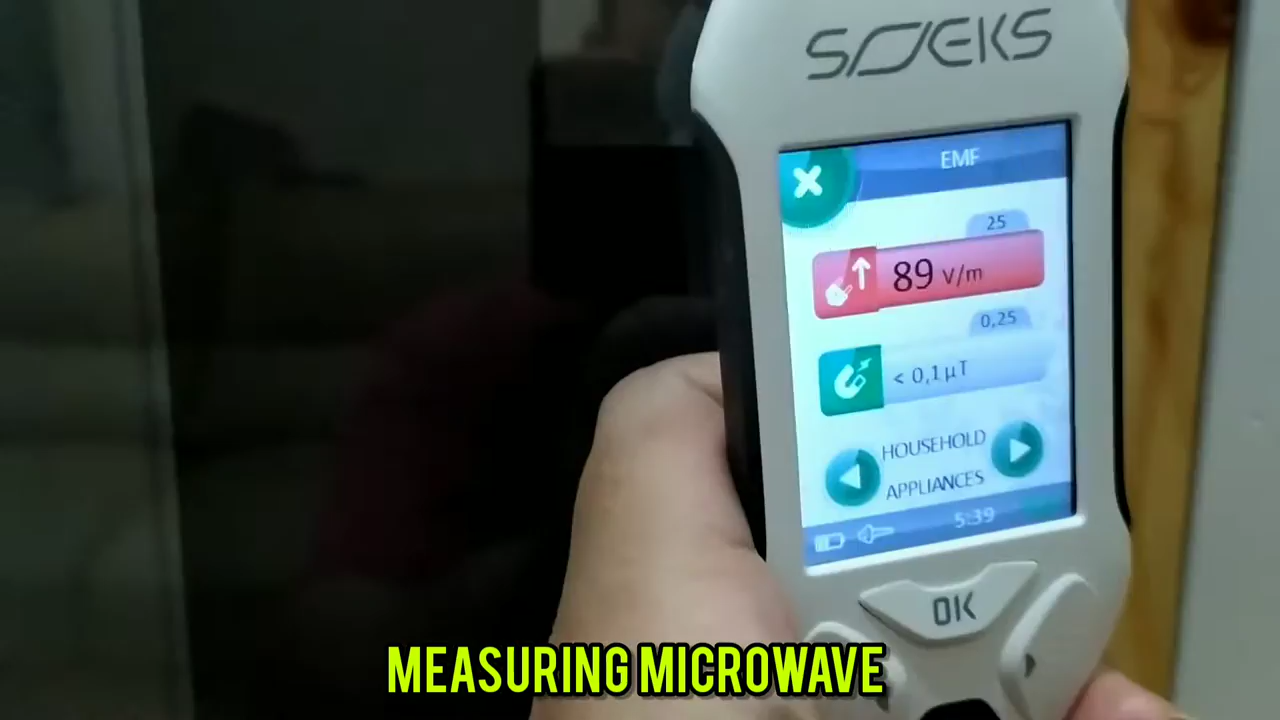 SOEKS
EMF
25
89 V/m
0,25
< 0,1 µT
HOUSEHOLD
APPLIANCES
5:39
OK
MEASURING MICROWAVE